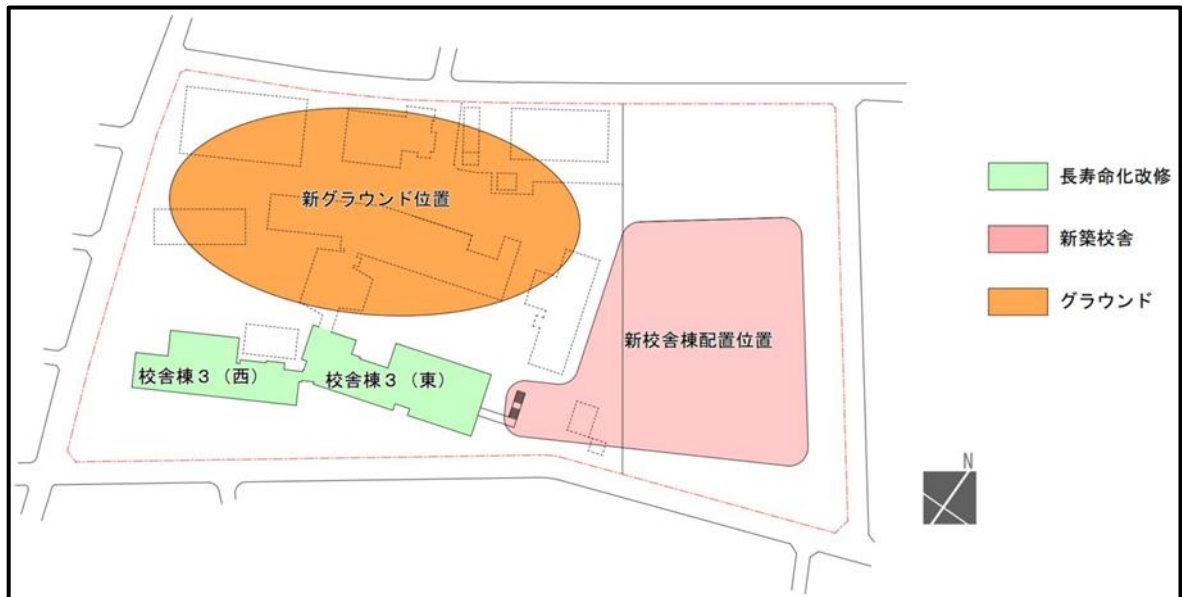 新グラウンド位置
長寿命化改修
新築校舎
グラウンド
新校舎棟配置位置
校舎棟3（西）
校舎棟3（東）
N